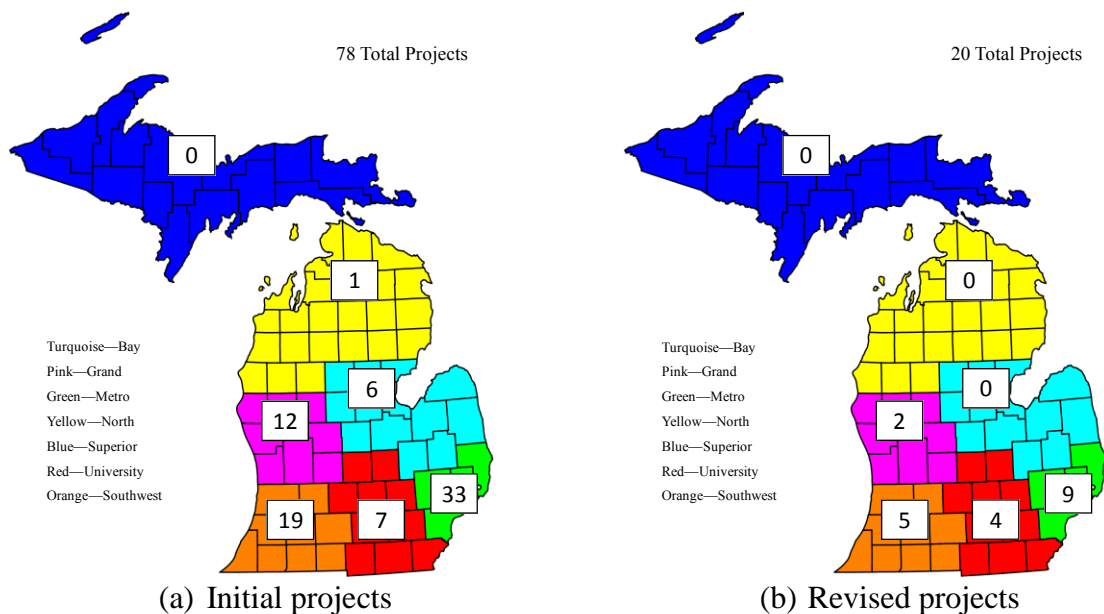 78 Total Projects
0
1
6
12
33
19
7
Turquoise—Bay
Pink—Grand
Green—Metro
Yellow—North
Blue—Superior
Red—University
Orange—Southwest
(a) Initial projects
20 Total Projects
0
0
0
2
9
5
4
Turquoise—Bay
Pink—Grand
Green—Metro
Yellow—North
Blue—Superior
Red—University
Orange—Southwest
(b) Revised projects